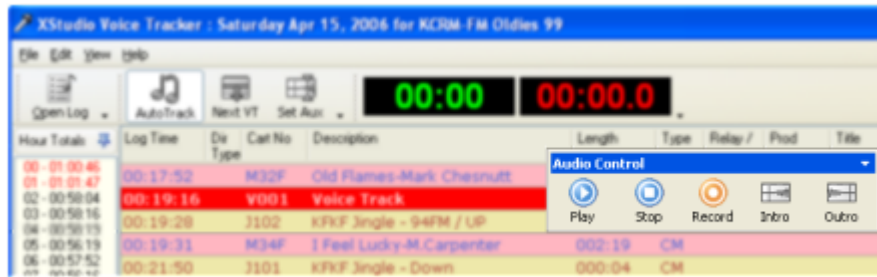 XStudio Voice Tracker : Saturday Apr 15, 2006 for KCRM-FM Oldies 99
File Edit View Help
Open Log AutoTrack Next VT Set Aux 00:00 00:00.0
Hour Totals Log Time Dir Type Cart No Description Length Type Relay / Prod Title
Audio Control
Play Stop Record Intro Outro
00 - 01:00:46
01 - 01:01:47
02 - 00:58:04
03 - 00:58:16
04 - 00:58:19
05 - 00:56:19
06 - 00:57:52
00:17:52 M32F Old Flames-Mark Chesnutt
00:19:16 V001 Voice Track
00:19:28 J102 KFKF Jingle - 94FM / UP
00:19:31 M34F I Feel Lucky-M.Carpenter 002:19 CM
00:21:50 J101 KFKF Jingle - Down 000:04 CM